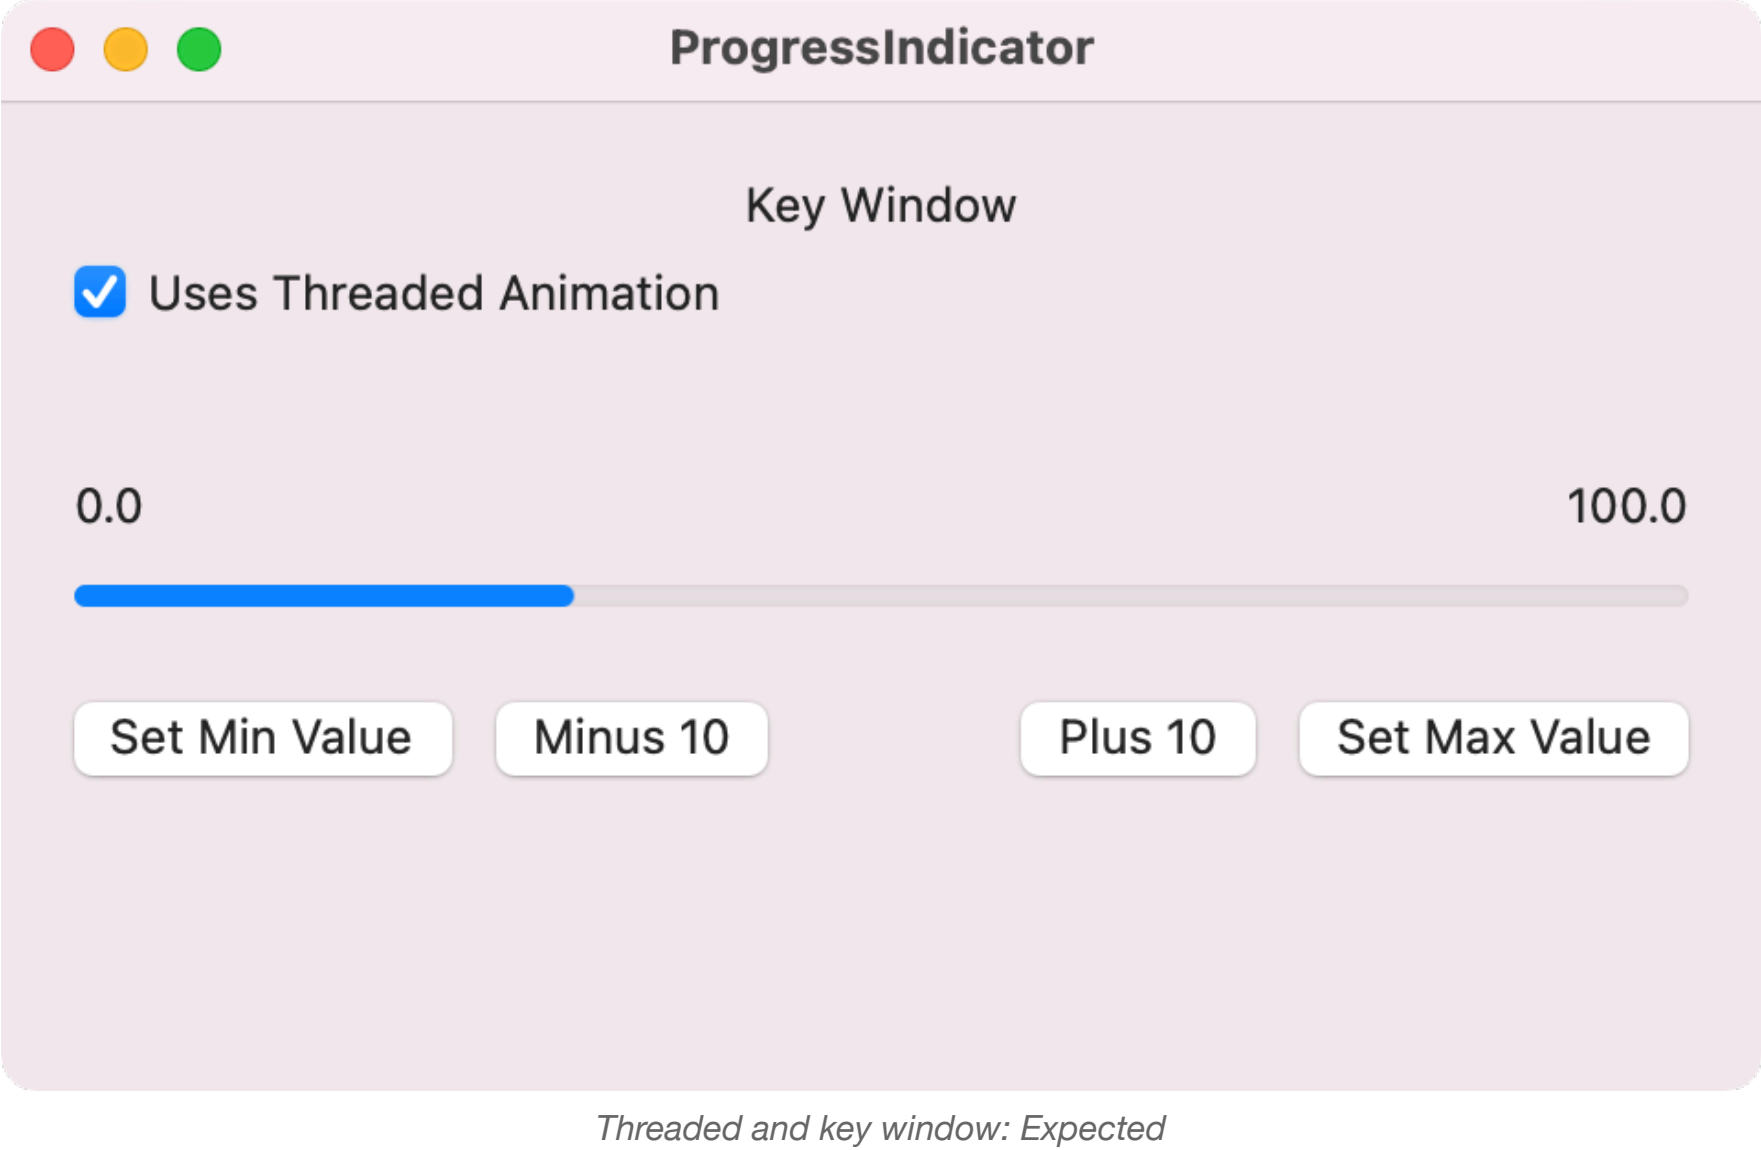 ProgressIndicator
Key Window
Uses Threaded Animation
0.0 100.0
Set Min Value Minus 10 Plus 10 Set Max Value
Threaded and key window: Expected